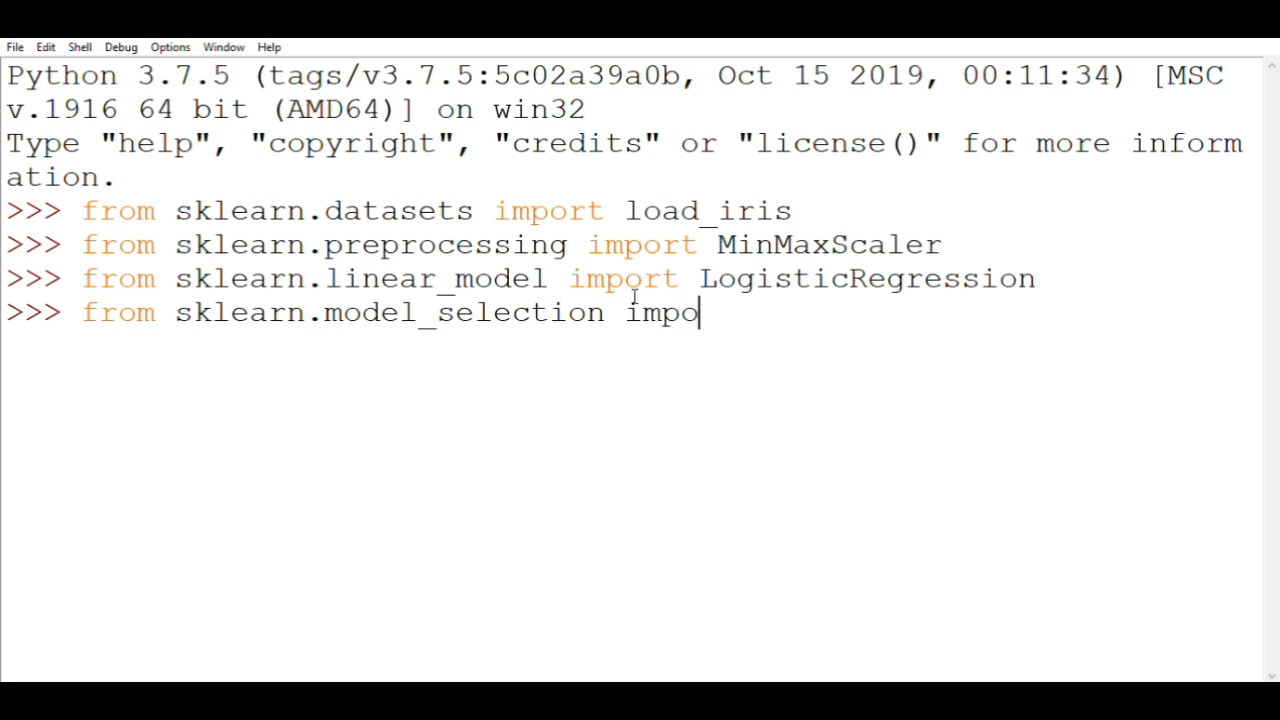 File Edit Shell Debug Options Window Help
Python 3.7.5 (tags/v3.7.5:5c02a39a0b, Oct 15 2019, 00:11:34) [MSC
v.1916 64 bit (AMD64)] on win32
Type "help", "copyright", "credits" or "license()" for more inform
ation.
>>> from sklearn.datasets import load_iris
>>> from sklearn.preprocessing import MinMaxScaler
>>> from sklearn.linear_model import LogisticRegression
>>> from sklearn.model_selection impo